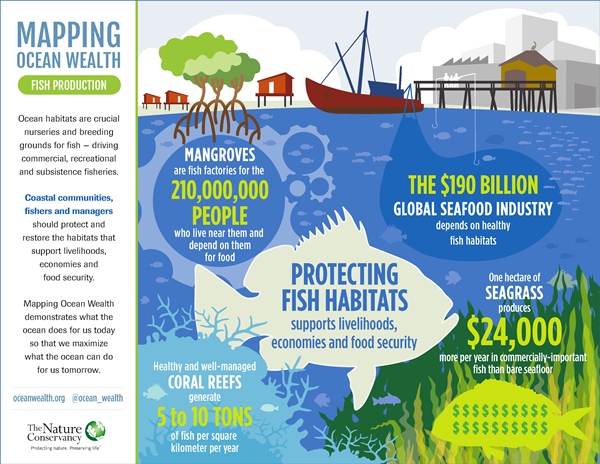 MAPPING
OCEAN WEALTH
FISH PRODUCTION
Ocean habitats are crucial
nurseries and breeding
grounds for fish – driving
commercial, recreational
and subsistence fisheries.
Coastal communities,
fishers and managers
should protect and
restore the habitats that
support livelihoods,
economies and
food security.
Mapping Ocean Wealth
demonstrates what the
ocean does for us today
so that we maximize
what the ocean can do
for us tomorrow.
oceanwealth.org @ocean_wealth
The Nature
Conservancy
Protecting nature. Preserving life.
MANGROVES
are fish factories for the
210,000,000
PEOPLE
who live near them and
depend on them
for food
THE $190 BILLION
GLOBAL SEAFOOD INDUSTRY
depends on healthy
fish habitats
PROTECTING
FISH HABITATS
supports livelihoods,
economies and food security
One hectare of
SEAGRASS
produces
$24,000
more per year in commercially-important
fish than bare seafloor
$$$$$$$$$$
$$$$$$$$$$
Healthy and well-managed
CORAL REEFS
generate
5 to 10 TONS
of fish per square
kilometer per year